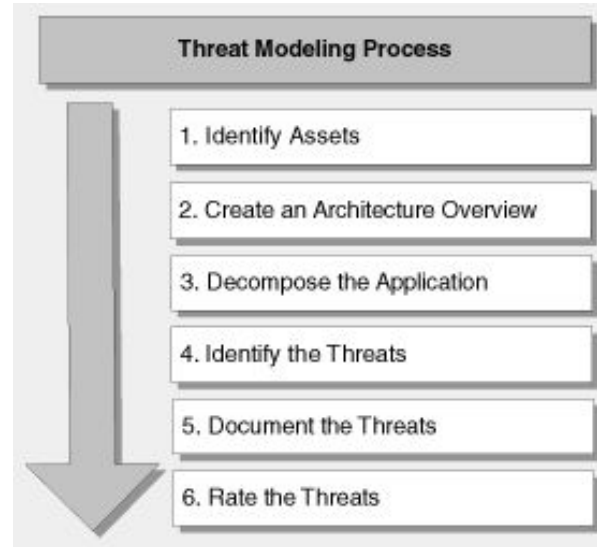 Threat Modeling Process
1. Identify Assets
2. Create an Architecture Overview
3. Decompose the Application
4. Identify the Threats
5. Document the Threats
6. Rate the Threats